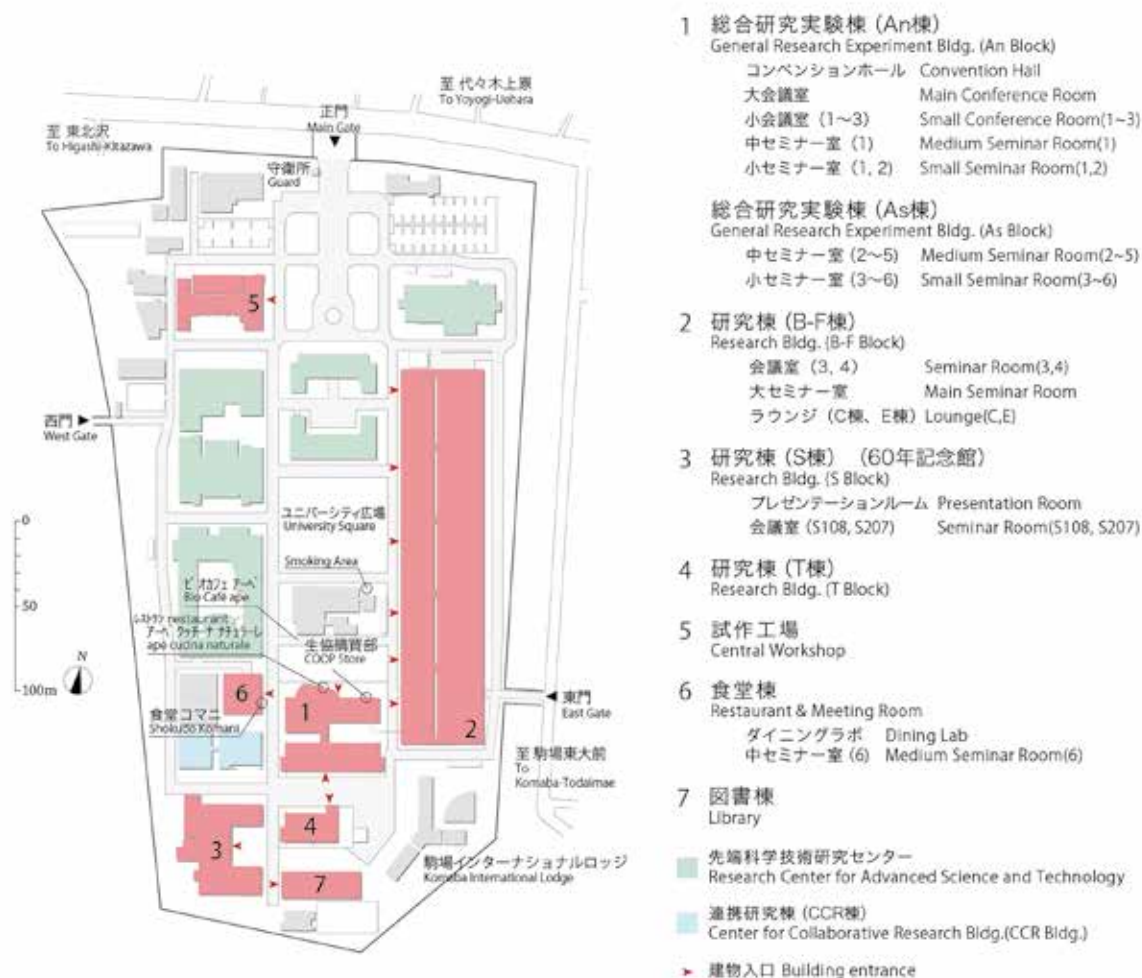 至 代々木上原
To Yoyogi-Uehara
正門
Main Gate
至 東北沢
To Higashi-Kitazawa
守衛所
Guard
5
西門
West Gate
ユニバーシティ広場
University Square
Smoking Area
ビオカフェ アーペ
Bio Café ape
レストラン restaurant
アーペ クッチーナ ナチュラーレ
ape cucina naturale
生協購買部
COOP Store
0
50
100m
N
6
食堂コマニ
Shokudo Komani
1
2
東門
East Gate
至 駒場東大前
To
Komaba-Todaimae
3
4
7
駒場インターナショナルロッジ
Komaba International Lodge
1 総合研究実験棟 (An棟)
General Research Experiment Bldg. (An Block)
コンベンションホール Convention Hall
大会議室 Main Conference Room
小会議室 (1〜3) Small Conference Room(1~3)
中セミナー室 (1) Medium Seminar Room(1)
小セミナー室 (1, 2) Small Seminar Room(1,2)
総合研究実験棟 (As棟)
General Research Experiment Bldg. (As Block)
中セミナー室 (2〜5) Medium Seminar Room(2~5)
小セミナー室 (3〜6) Small Seminar Room(3~6)
2 研究棟 (B-F棟)
Research Bldg. (B-F Block)
会議室 (3, 4) Seminar Room(3,4)
大セミナー室 Main Seminar Room
ラウンジ (C棟、E棟) Lounge(C,E)
3 研究棟 (S棟) (60年記念館)
Research Bldg. (S Block)
プレゼンテーションルーム Presentation Room
会議室 (S108, S207) Seminar Room(S108, S207)
4 研究棟 (T棟)
Research Bldg. (T Block)
5 試作工場
Central Workshop
6 食堂棟
Restaurant & Meeting Room
ダイニングラボ Dining Lab
中セミナー室 (6) Medium Seminar Room(6)
7 図書棟
Library
先端科学技術研究センター
Research Center for Advanced Science and Technology
連携研究棟 (CCR棟)
Center for Collaborative Research Bldg.(CCR Bldg.)
建物入口 Building entrance